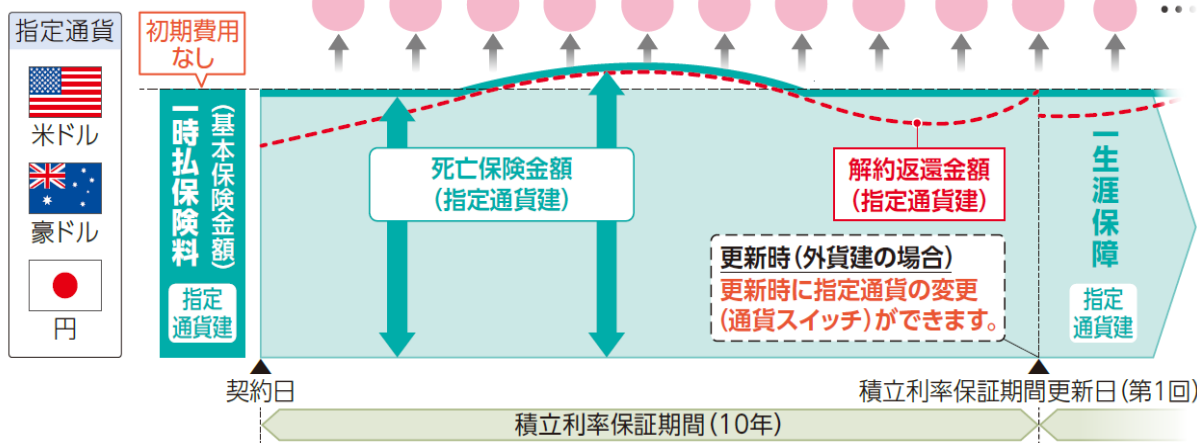 指定通貨
米ドル
豪ドル
円
初期費用
なし
一時払保険料
(基本保険金額)
指定
通貨建
死亡保険金額
(指定通貨建)
解約返還金額
(指定通貨建)
更新時(外貨建の場合)
更新時に指定通貨の変更
(通貨スイッチ)ができます。
一生涯保障
指定
通貨建
契約日
積立利率保証期間更新日(第1回)
積立利率保証期間(10年)